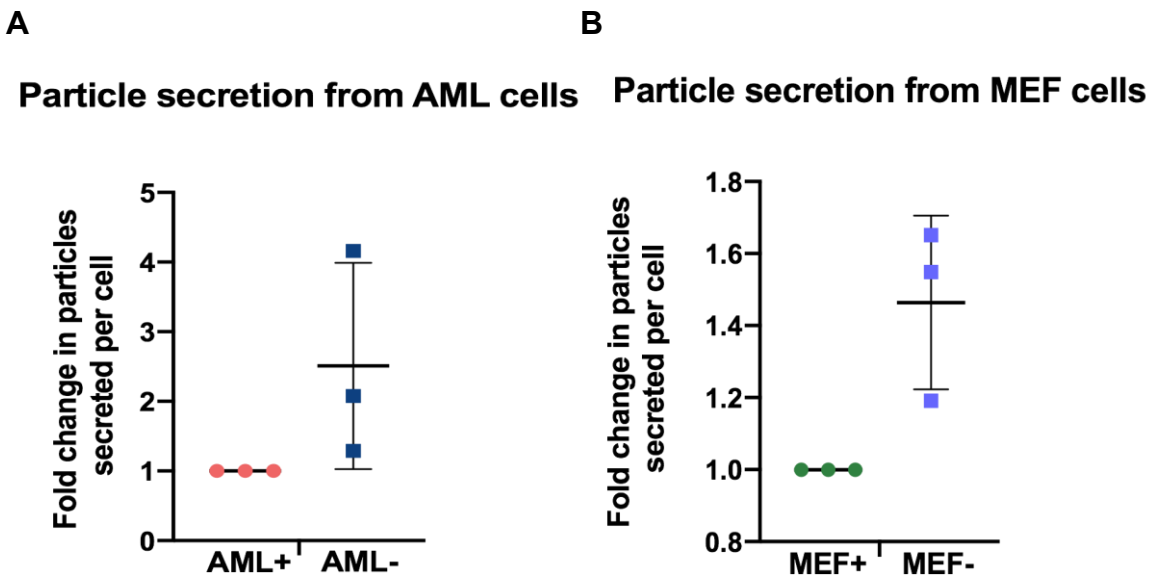 A
Particle secretion from AML cells
Fold change in particles
secreted per cell
5
4
3
2
1
0
AML+
AML-
B
Particle secretion from MEF cells
Fold change in particles
secreted per cell
1.8
1.6
1.4
1.2
1.0
0.8
MEF+
MEF-